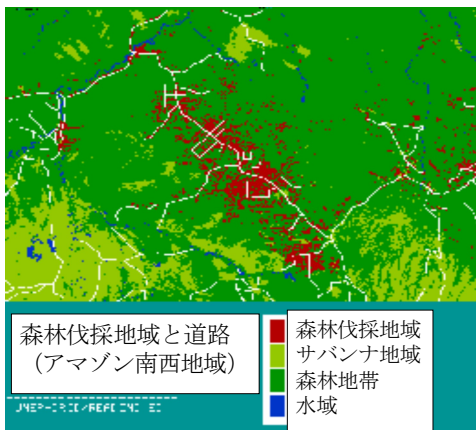 森林伐採地域と道路
（アマゾン南西地域）
森林伐採地域
サバンナ地域
森林地帯
水域